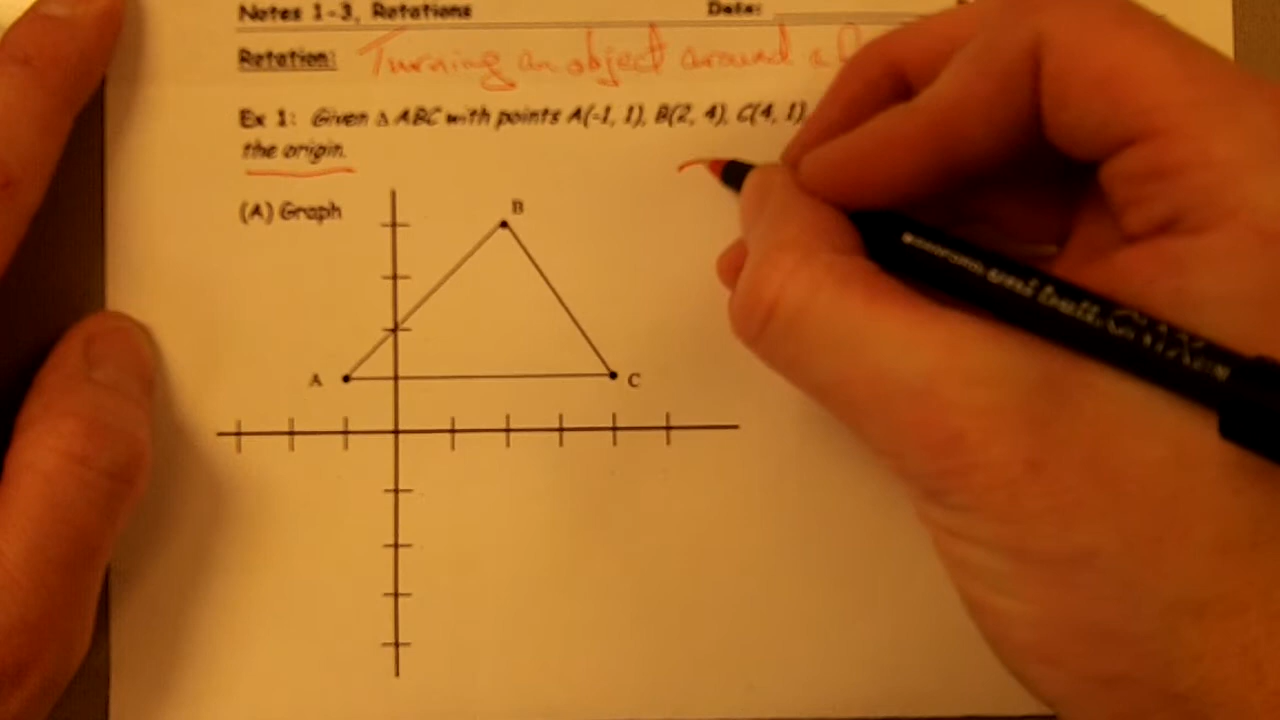 Notes 1-3, Rotations Date:
Rotation: Turning an object around a
Ex 1: Given Δ ABC with points A(-1, 1), B(2, 4), C(4, 1),
the origin.
(A) Graph
B
A
C